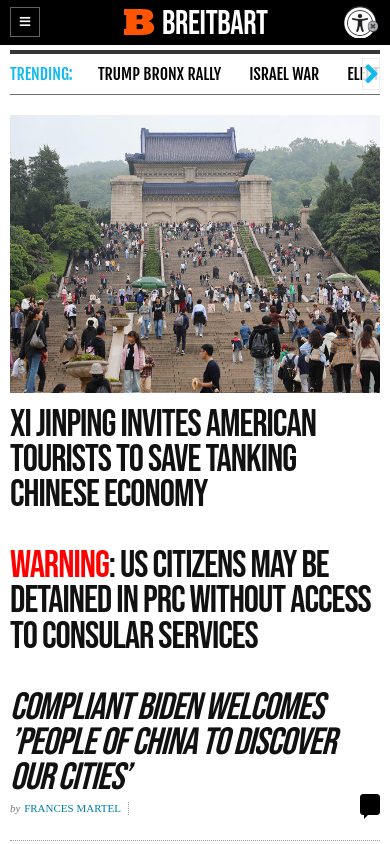 BREITBART
TRENDING: TRUMP BRONX RALLY ISRAEL WAR
XI JINPING INVITES AMERICAN
TOURISTS TO SAVE TANKING
CHINESE ECONOMY
WARNING: US CITIZENS MAY BE
DETAINED IN PRC WITHOUT ACCESS
TO CONSULAR SERVICES
COMPLIANT BIDEN WELCOMES
'PEOPLE OF CHINA TO DISCOVER
OUR CITIES'
by FRANCES MARTEL